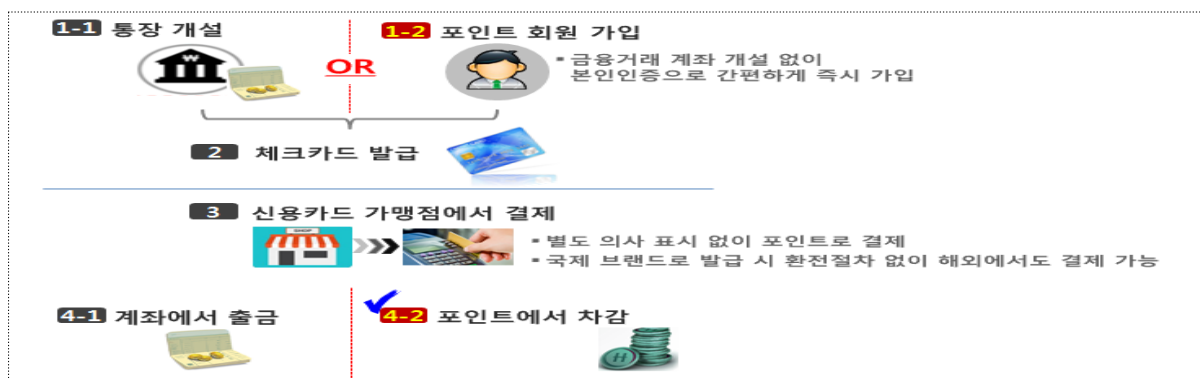 1-1 통장 개설
1-2 포인트 회원 가입
W
OR
▪ 금융거래 계좌 개설 없이
본인인증으로 간편하게 즉시 가입
2 체크카드 발급
3 신용카드 가맹점에서 결제
SHOP
▪ 별도 의사 표시 없이 포인트로 결제
▪ 국제 브랜드로 발급 시 환전절차 없이 해외에서도 결제 가능
4-1 계좌에서 출금
4-2 포인트에서 차감
H